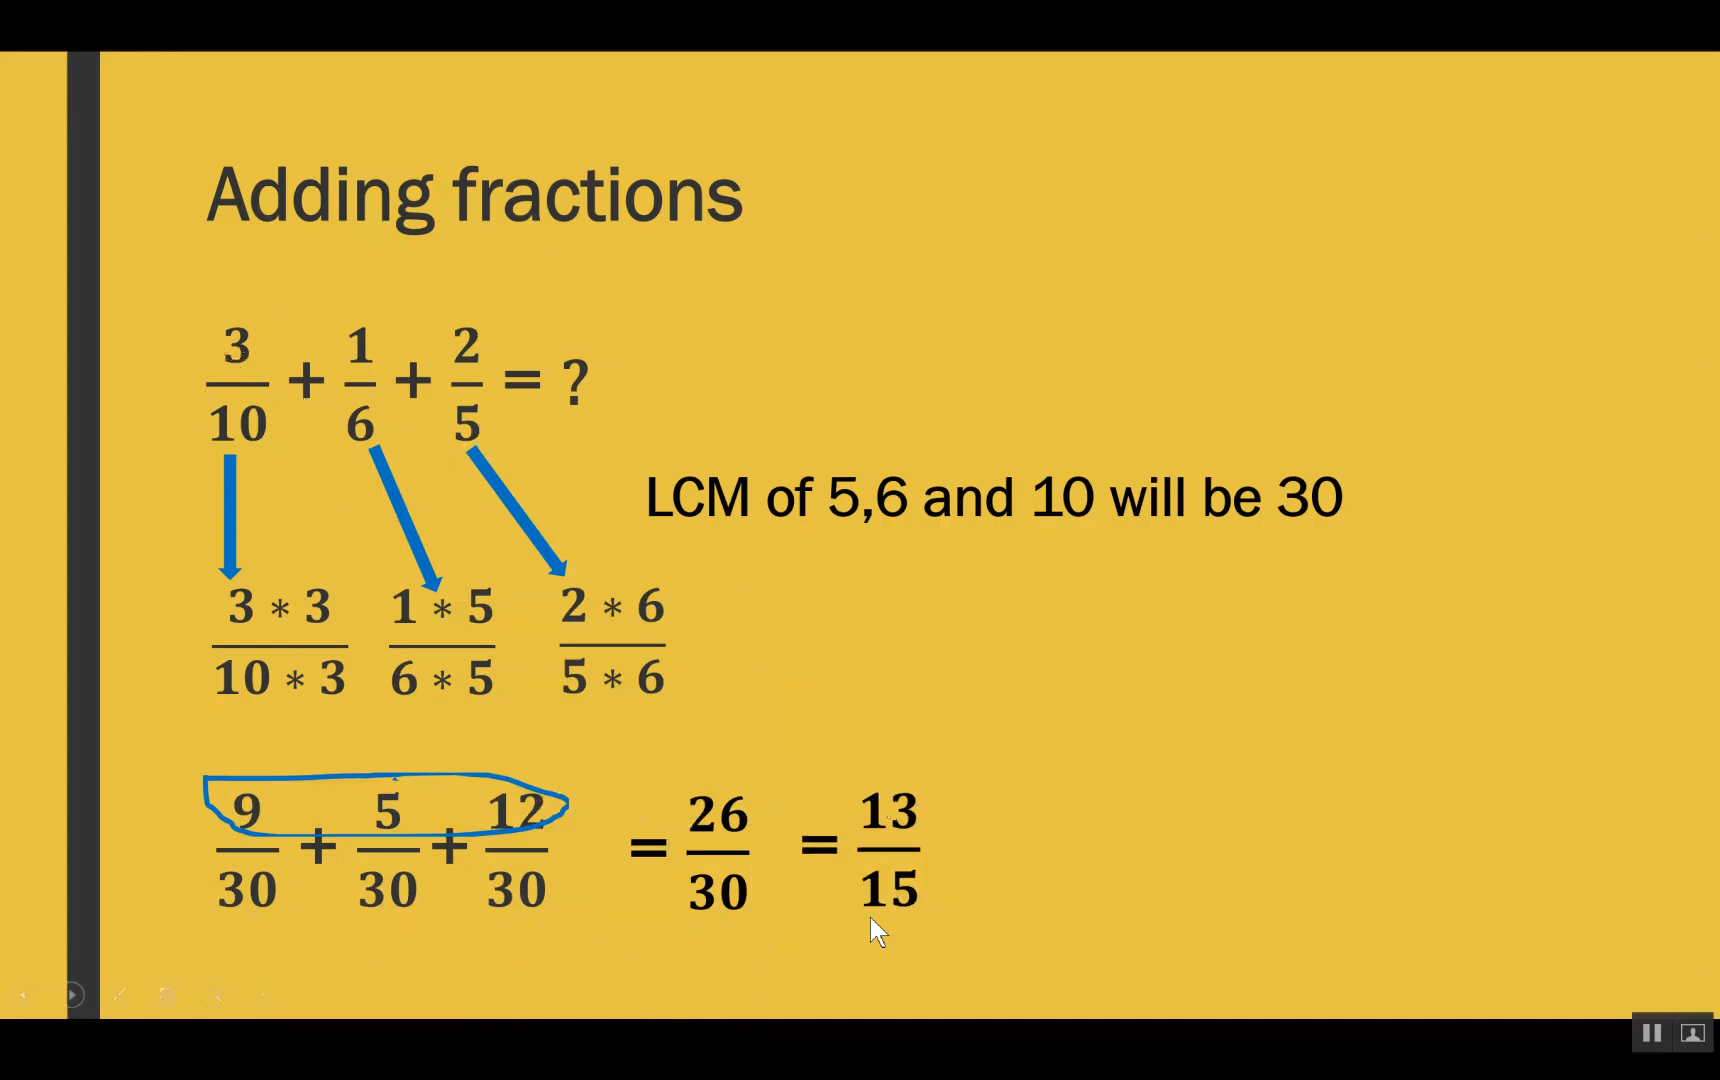 Adding fractions
3/10 + 1/6 + 2/5 = ?
LCM of 5,6 and 10 will be 30
3 * 3/10 * 3 1 * 5/6 * 5 2 * 6/5 * 6
9/30 + 5/30 + 12/30 = 26/30 = 13/15